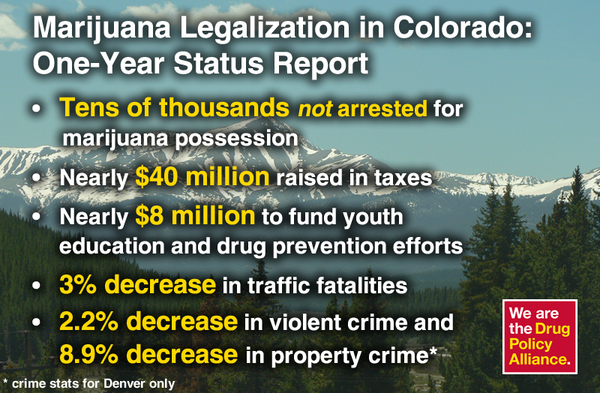 Marijuana Legalization in Colorado:
One-Year Status Report
• Tens of thousands not arrested for
marijuana possession
• Nearly $40 million raised in taxes
• Nearly $8 million to fund youth
education and drug prevention efforts
• 3% decrease in traffic fatalities
• 2.2% decrease in violent crime and
8.9% decrease in property crime*
We are
the Drug
Policy
Alliance.
* crime stats for Denver only